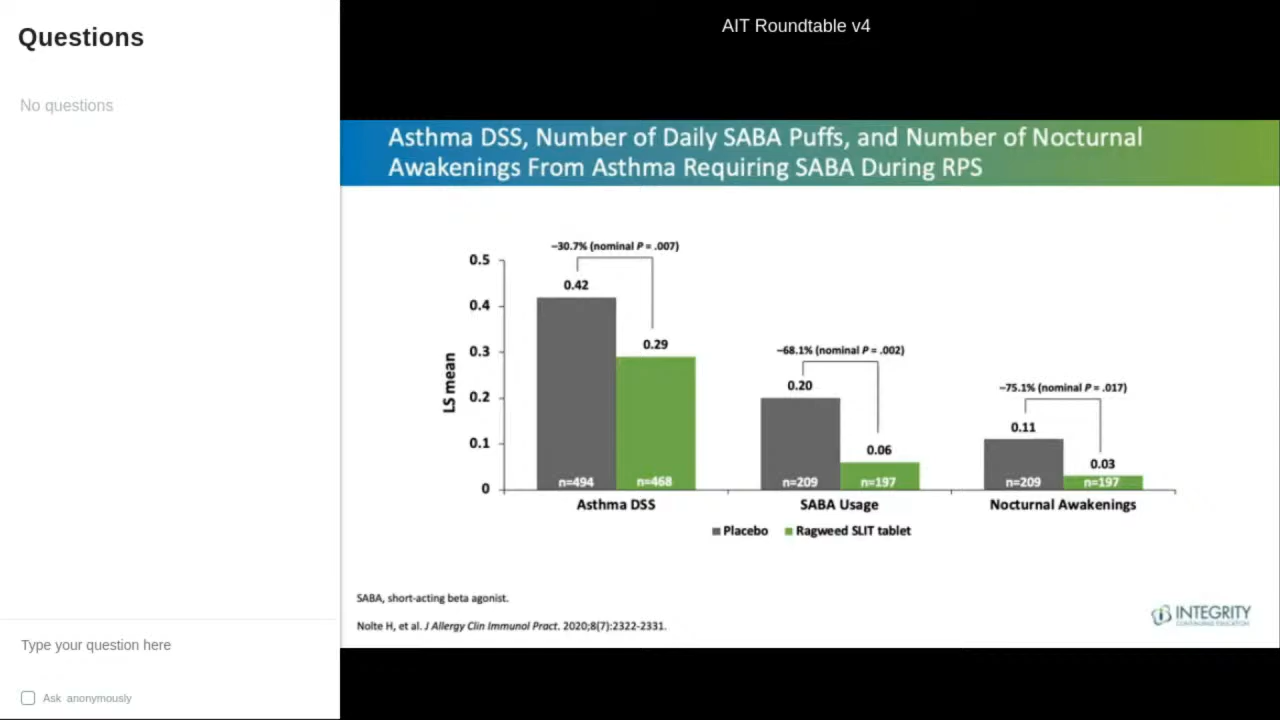 Questions
No questions
Type your question here
Ask anonymously
AIT Roundtable v4
Asthma DSS, Number of Daily SABA Puffs, and Number of Nocturnal
Awakenings From Asthma Requiring SABA During RPS
–30.7% (nominal P = .007)
0.5
0.42
0.4
0.29
0.3
–68.1% (nominal P = .002)
LS mean
0.20
0.2
–75.1% (nominal P = .017)
0.11
0.1
0.06
0.03
0
n=494
n=468
n=209
n=197
n=209
n=197
Asthma DSS
SABA Usage
Nocturnal Awakenings
Placebo
Ragweed SLIT tablet
SABA, short-acting beta agonist.
Nolte H, et al. J Allergy Clin Immunol Pract. 2020;8(7):2322-2331.
INTEGRITY
CONTINUING EDUCATION